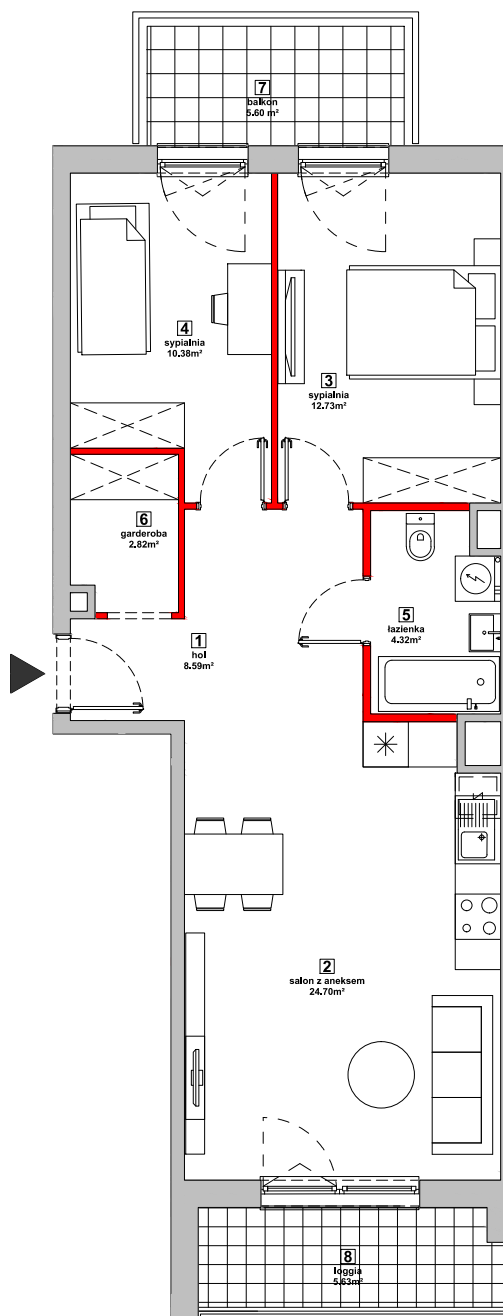 7
balkon
5.60 m²
4
sypialnia
10.38m²
3
sypialnia
12.73m²
6
garderoba
2.82m²
5
łazienka
4.32m²
1
hol
8.59m²
2
salon z aneksem
24.70m²
8
loggia
5.63m²